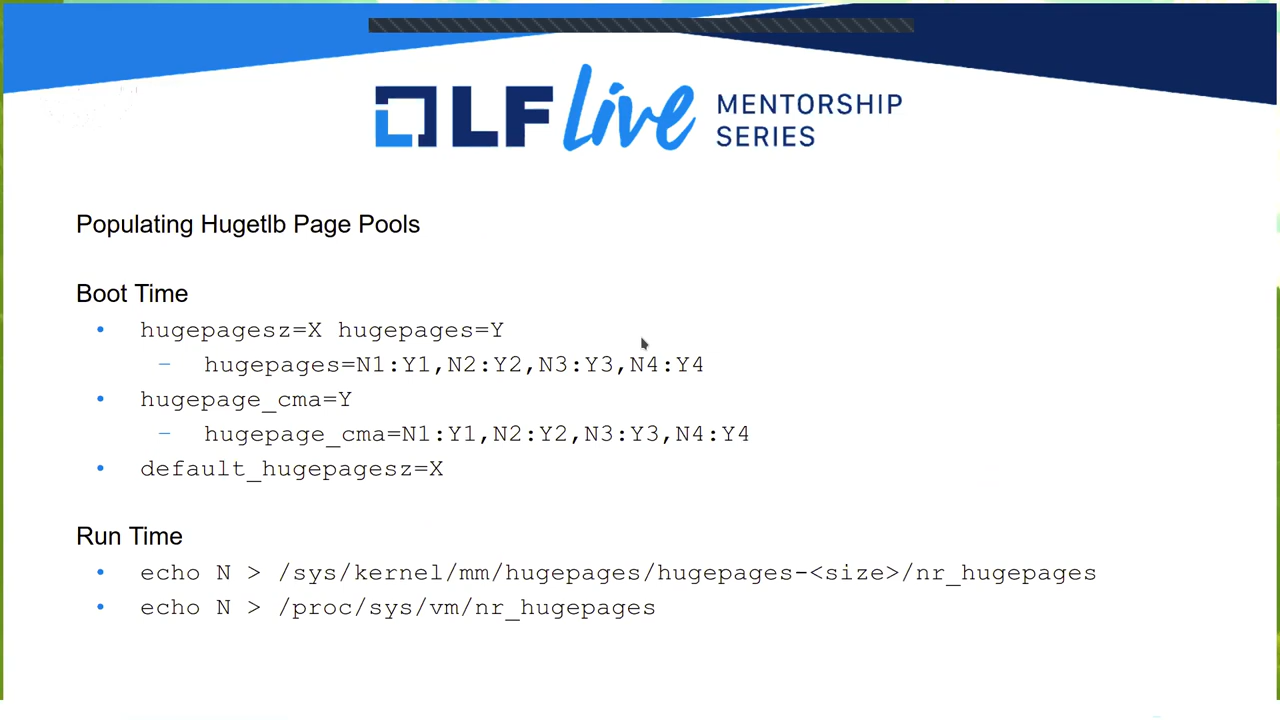 LF Live MENTORSHIP
SERIES
Populating Hugetlb Page Pools
Boot Time
• hugepagesz=X hugepages=Y
– hugepages=N1:Y1,N2:Y2,N3:Y3,N4:Y4
• hugepage_cma=Y
– hugepage_cma=N1:Y1,N2:Y2,N3:Y3,N4:Y4
• default_hugepagesz=X
Run Time
• echo N > /sys/kernel/mm/hugepages/hugepages-<size>/nr_hugepages
• echo N > /proc/sys/vm/nr_hugepages